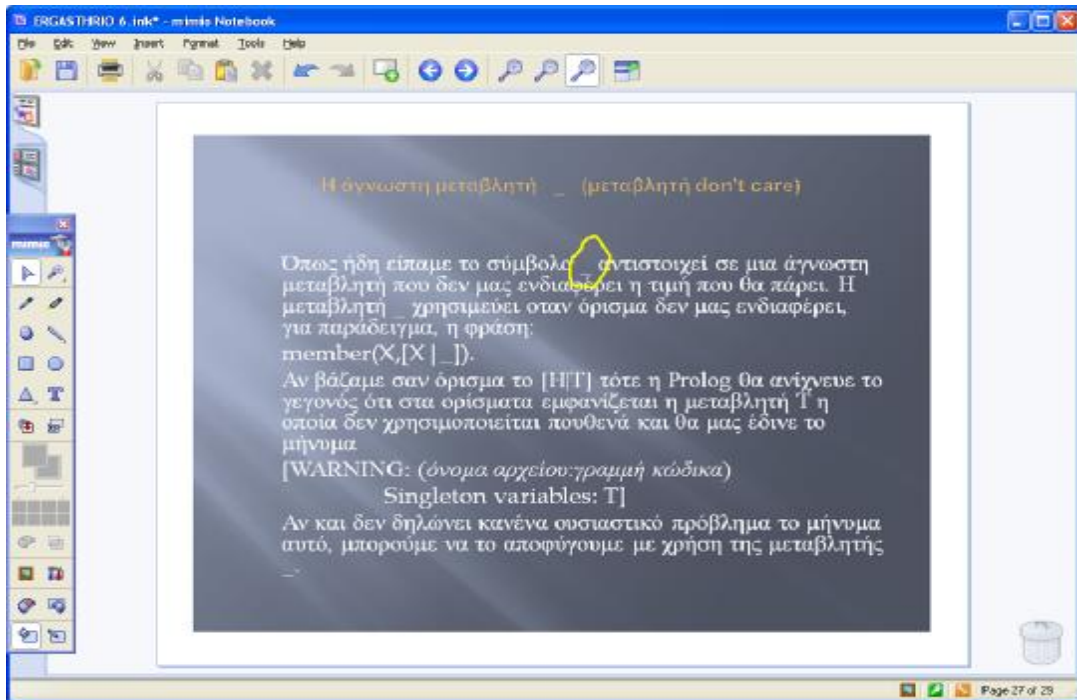 ERGASTHRIO 6.ink* - mimio Notebook
File Edit View Insert Format Tools Help
mimio
Η άγνωστη μεταβλητή _ (μεταβλητή don't care)
Όπως ήδη είπαμε το σύμβολο _ αντιστοιχεί σε μια άγνωστη
μεταβλητή που δεν μας ενδιαφέρει η τιμή που θα πάρει. Η
μεταβλητή _ χρησιμεύει οταν όρισμα δεν μας ενδιαφέρει,
για παράδειγμα, η φράση:
member(X,[X|_]).
Αν βάζαμε σαν όρισμα το [H|T] τότε η Prolog θα ανίχνευε το
γεγονός ότι στα ορίσματα εμφανίζεται η μεταβλητή T η
οποία δεν χρησιμοποιείται πουθενά και θα μας έδινε το
μήνυμα
[WARNING: (όνομα αρχείου:γραμμή κώδικα)
Singleton variables: T]
Αν και δεν δηλώνει κανένα ουσιαστικό πρόβλημα το μήνυμα
αυτό, μπορούμε να το αποφύγουμε με χρήση της μεταβλητής
_.
Page 27 of 29